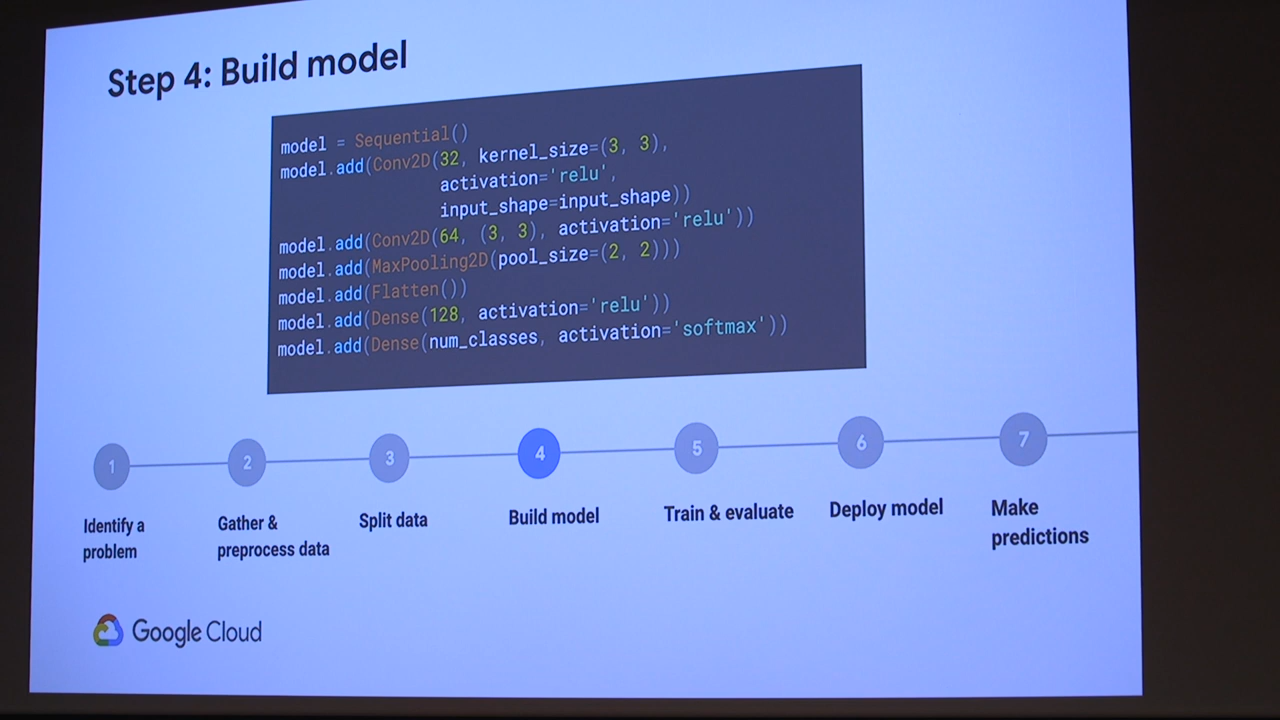 Step 4: Build model
model = Sequential()
model.add(Conv2D(32, kernel_size=(3, 3),
activation='relu',
input_shape=input_shape))
model.add(Conv2D(64, (3, 3), activation='relu'))
model.add(MaxPooling2D(pool_size=(2, 2)))
model.add(Flatten())
model.add(Dense(128, activation='relu'))
model.add(Dense(num_classes, activation='softmax'))
1 2 3 4 5 6 7
Identify a
problem
Gather &
preprocess data
Split data
Build model
Train & evaluate
Deploy model
Make
predictions
Google Cloud